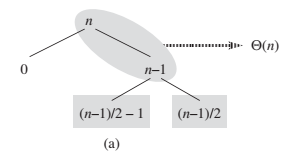 n
Θ(n)
0
n–1
(n–1)/2 – 1
(n–1)/2
(a)